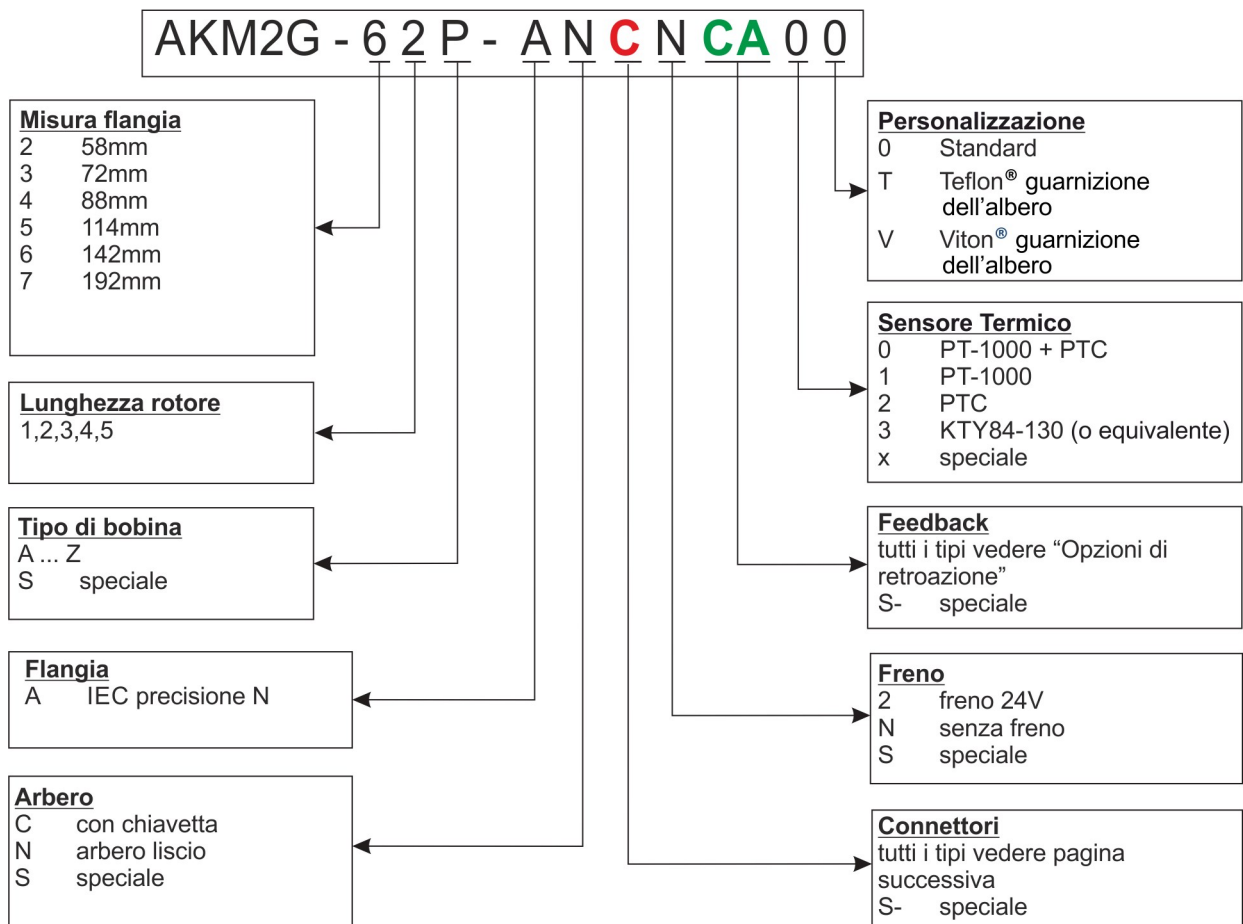 AKM2G - 6 2 P - A N C N CA 0 0
Misura flangia
2 58mm
3 72mm
4 88mm
5 114mm
6 142mm
7 192mm
Lunghezza rotore
1,2,3,4,5
Tipo di bobina
A ... Z
S speciale
Flangia
A IEC precisione N
Arbero
C con chiavetta
N arbero liscio
S speciale
Personalizzazione
0 Standard
T Teflon® guarnizione
dell’albero
V Viton® guarnizione
dell’albero
Sensore Termico
0 PT-1000 + PTC
1 PT-1000
2 PTC
3 KTY84-130 (o equivalente)
x speciale
Feedback
tutti i tipi vedere “Opzioni di
retroazione”
S- speciale
Freno
2 freno 24V
N senza freno
S speciale
Connettori
tutti i tipi vedere pagina
successiva
S- speciale